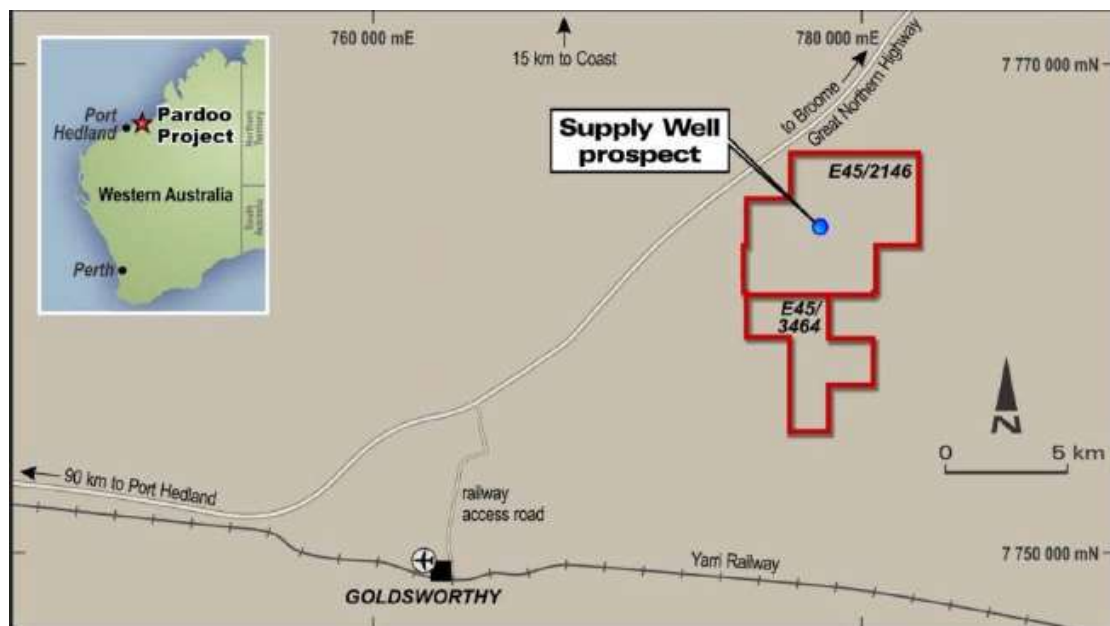 760 000 mE
780 000 mE
15 km to Coast
7 770 000 mN
to Broome
Great Northern Highway
Port
Hedland
Pardoo
Project
Northern
Territory
Western Australia
South
Australia
Perth
Supply Well
prospect
E45/2146
E45/
3464
N
0 5 km
90 km to Port Hedland
railway
access road
Yarri Railway
7 750 000 mN
GOLDSWORTHY